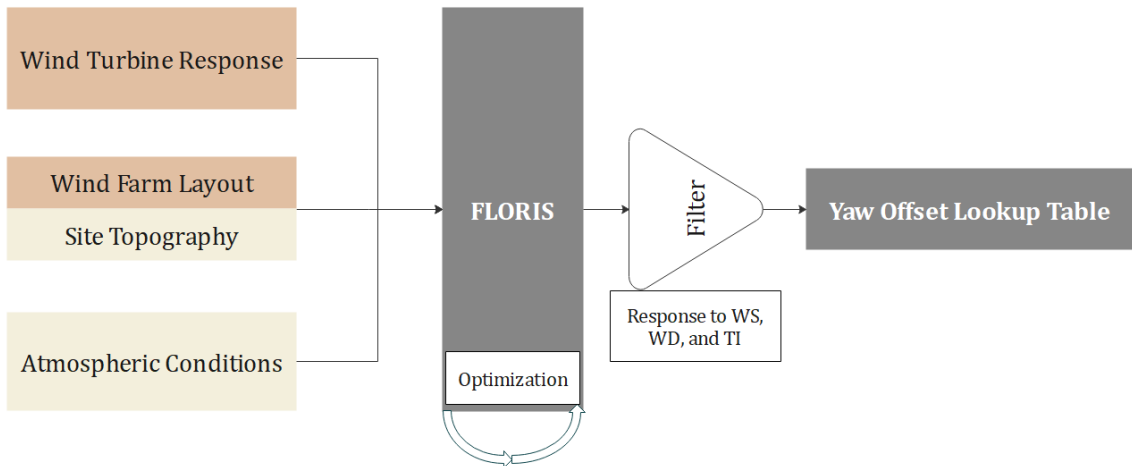 Wind Turbine Response
Wind Farm Layout
Site Topography
Atmospheric Conditions
FLORIS
Optimization
Filter
Response to WS,
WD, and TI
Yaw Offset Lookup Table